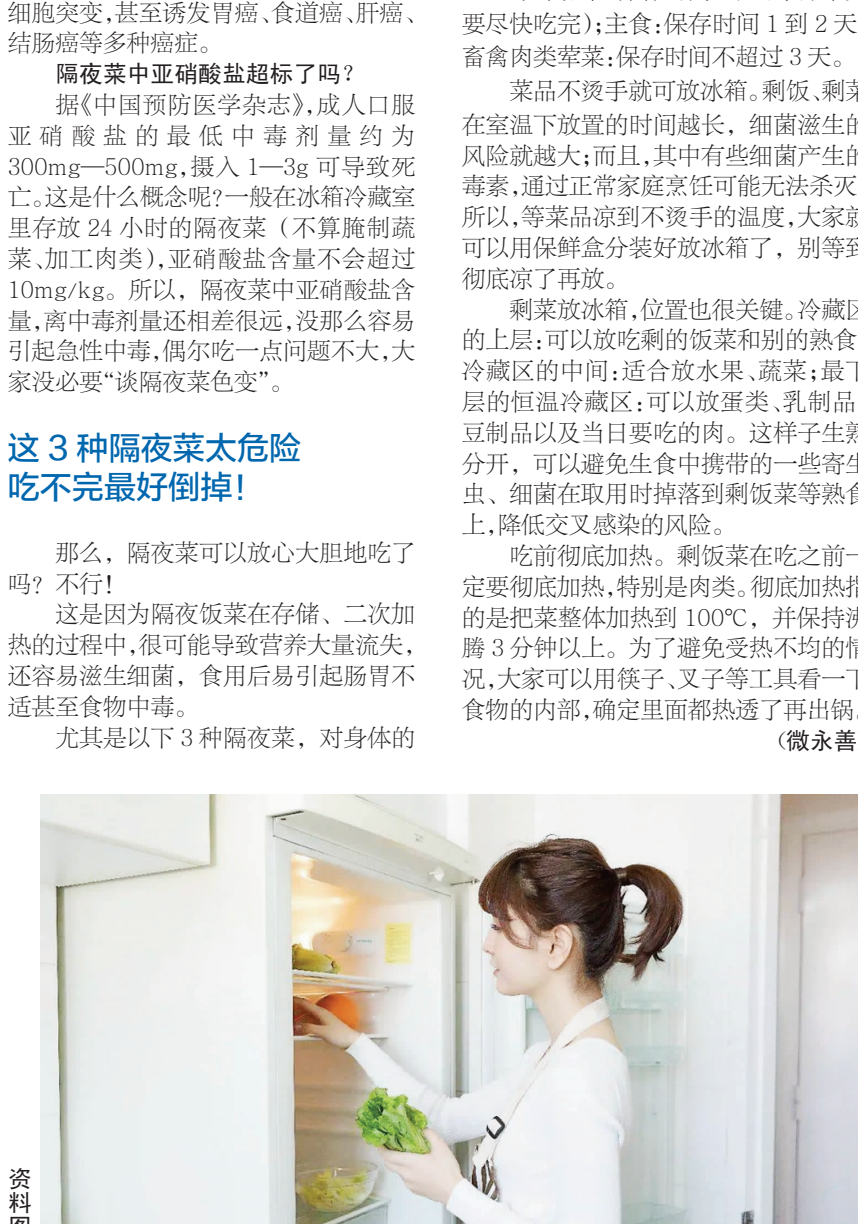 细胞突变,甚至诱发胃癌、食道癌、肝癌、
结肠癌等多种癌症。
隔夜菜中亚硝酸盐超标了吗?
据《中国预防医学杂志》,成人口服
亚硝酸盐的最低中毒剂量约为
300mg—500mg,摄入 1—3g 可导致死
亡。这是什么概念呢?一般在冰箱冷藏室
里存放 24 小时的隔夜菜（不算腌制蔬
菜、加工肉类),亚硝酸盐含量不会超过
10mg/kg。所以，隔夜菜中亚硝酸盐含
量,离中毒剂量还相差很远,没那么容易
引起急性中毒,偶尔吃一点问题不大,大
家没必要“谈隔夜菜色变”。
这 3 种隔夜菜太危险
吃不完最好倒掉!
那么，隔夜菜可以放心大胆地吃了
吗？不行!
这是因为隔夜饭菜在存储、二次加
热的过程中,很可能导致营养大量流失,
还容易滋生细菌，食用后易引起肠胃不
适甚至食物中毒。
尤其是以下 3 种隔夜菜，对身体的
要尽快吃完);主食:保存时间 1 到 2 天
畜禽肉类荤菜:保存时间不超过 3 天。
菜品不烫手就可放冰箱。剩饭、剩菜
在室温下放置的时间越长，细菌滋生的
风险就越大;而且,其中有些细菌产生的
毒素,通过正常家庭烹饪可能无法杀灭
所以,等菜品凉到不烫手的温度,大家就
可以用保鲜盒分装好放冰箱了，别等到
彻底凉了再放。
剩菜放冰箱,位置也很关键。冷藏区
的上层:可以放吃剩的饭菜和别的熟食
冷藏区的中间:适合放水果、蔬菜;最下
层的恒温冷藏区:可以放蛋类、乳制品
豆制品以及当日要吃的肉。这样子生熟
分开，可以避免生食中携带的一些寄生
虫、细菌在取用时掉落到剩饭菜等熟食
上,降低交叉感染的风险。
吃前彻底加热。剩饭菜在吃之前一
定要彻底加热,特别是肉类。彻底加热指
的是把菜整体加热到 100℃，并保持沸
腾 3 分钟以上。为了避免受热不均的情
况,大家可以用筷子、叉子等工具看一下
食物的内部,确定里面都热透了再出锅。
（微永善
资料图